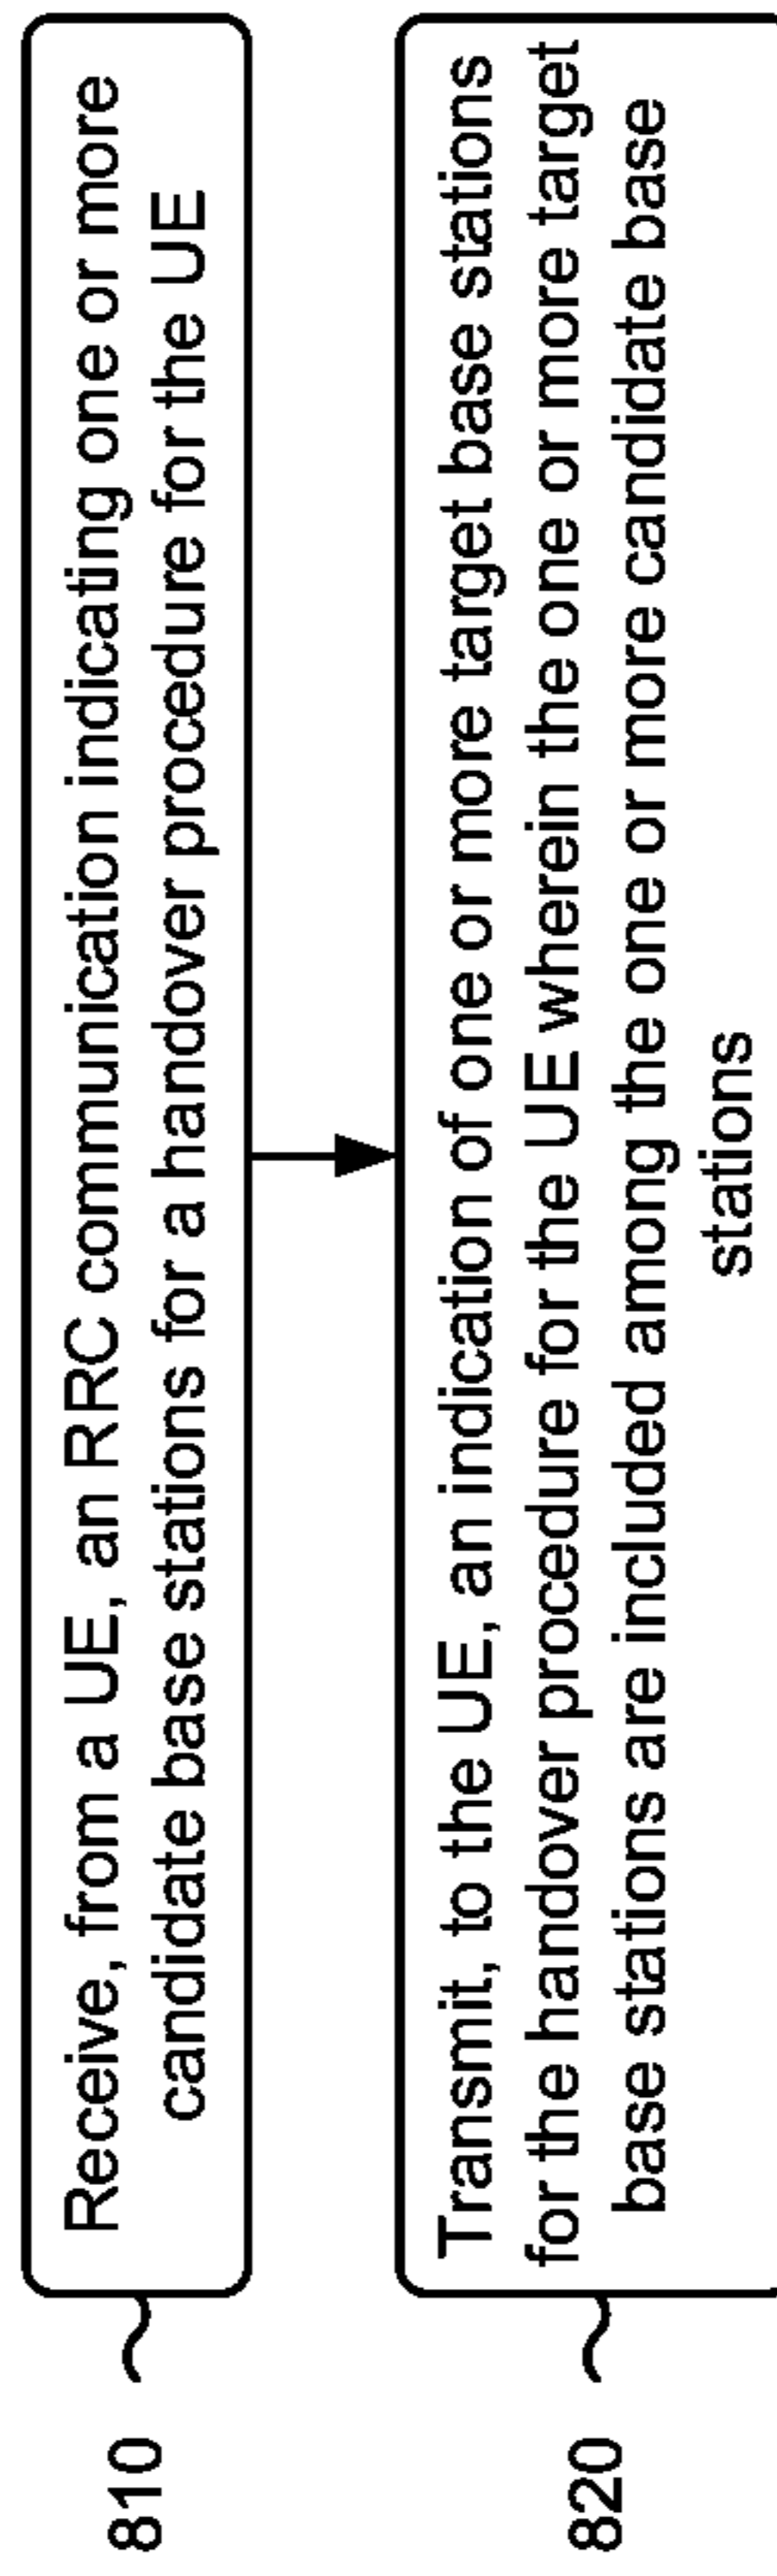 Receive, from a UE, an RRC communication indicating one or more
candidate base stations for a handover procedure for the UE
810
Transmit, to the UE, an indication of one or more target base stations
for the handover procedure for the UE wherein the one or more target
base stations are included among the one or more candidate base
stations
820